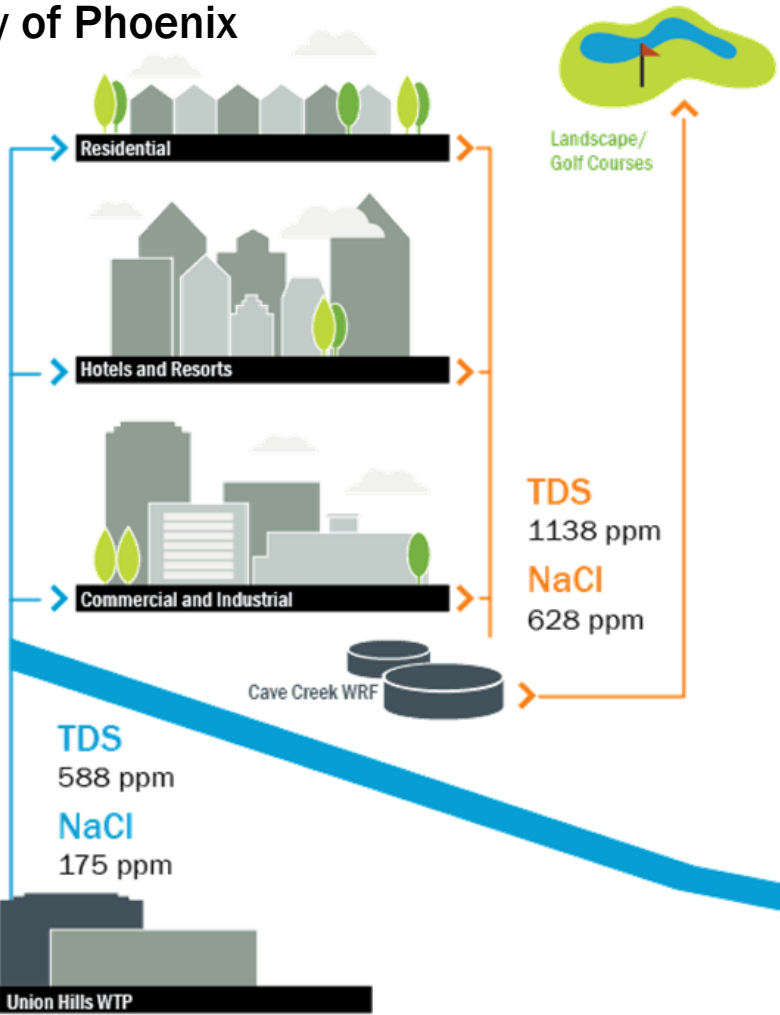 y of Phoenix
Residential
Landscape/
Golf Courses
Hotels and Resorts
Commercial and Industrial
TDS
1138 ppm
NaCl
628 ppm
Cave Creek WRF
TDS
588 ppm
NaCl
175 ppm
Union Hills WTP